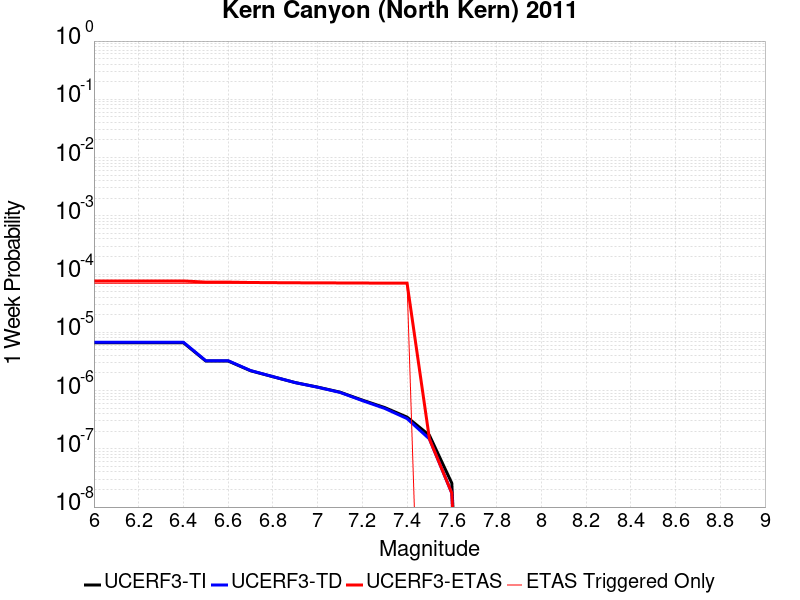 Kern Canyon (North Kern) 2011
1 Week Probability
10^0
10^-1
10^-2
10^-3
10^-4
10^-5
10^-6
10^-7
10^-8
6 6.2 6.4 6.6 6.8 7 7.2 7.4 7.6 7.8 8 8.2 8.4 8.6 8.8 9
Magnitude
UCERF3-TI UCERF3-TD UCERF3-ETAS ETAS Triggered Only